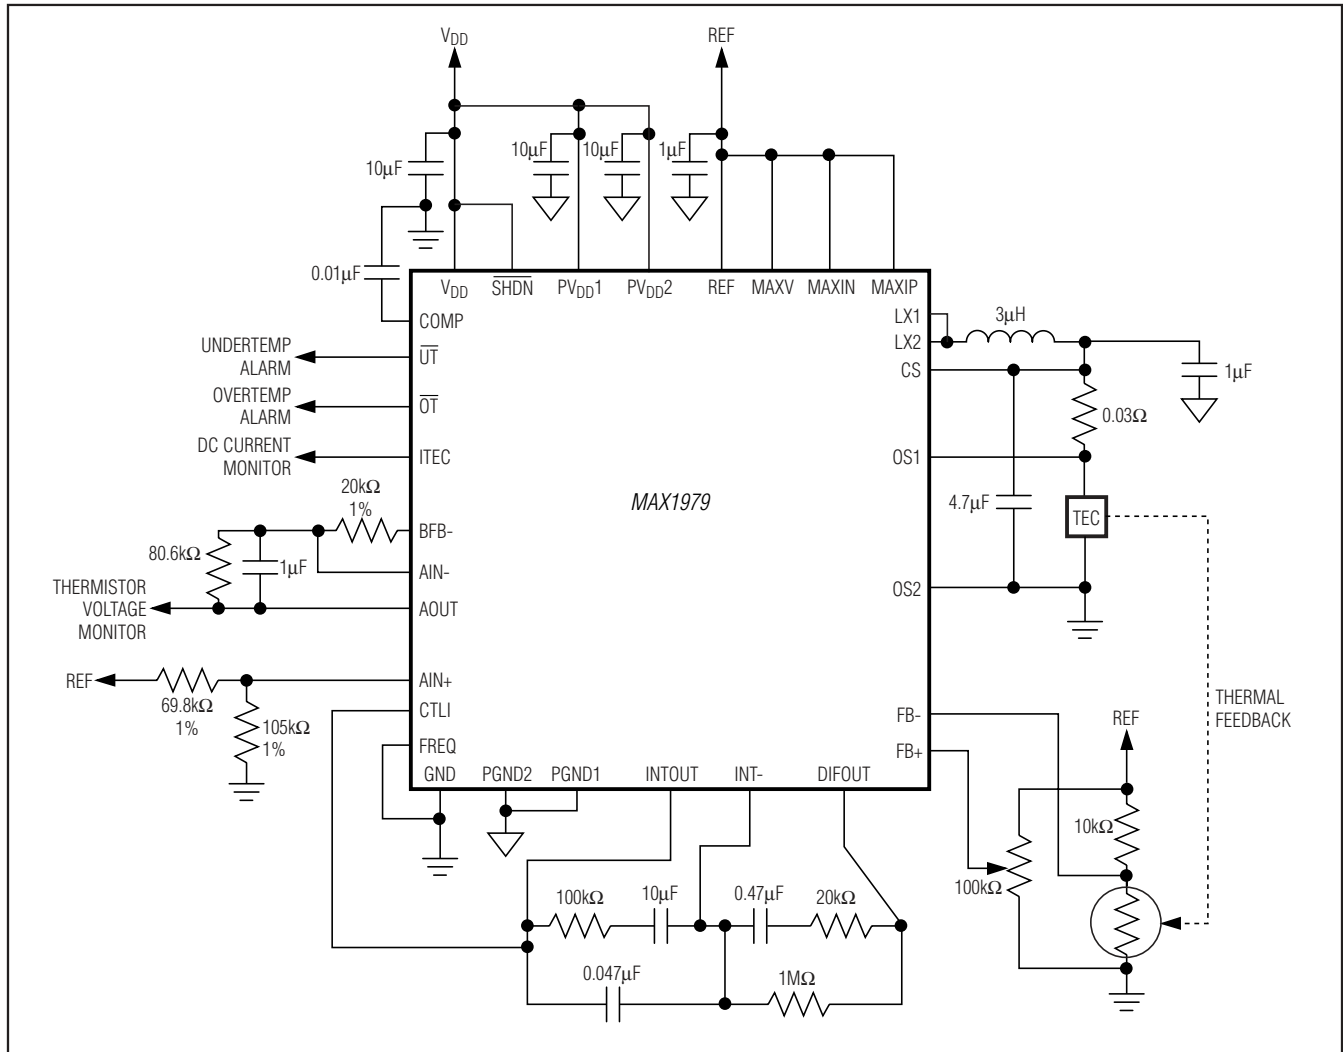 V_DD
REF
10µF
10µF
10µF
1µF
0.01µF
V_DD
SHDN
PV_DD1
PV_DD2
REF
MAXV
MAXIN
MAXIP
COMP
LX1
LX2
3µH
UNDERTEMP
ALARM
UT
CS
1µF
OVERTEMP
ALARM
OT
0.03Ω
DC CURRENT
MONITOR
ITEC
OS1
20kΩ
1%
MAX1979
4.7µF
TEC
BFB-
80.6kΩ
1µF
AIN-
THERMISTOR
VOLTAGE
MONITOR
AOUT
OS2
REF
69.8kΩ
1%
AIN+
105kΩ
1%
CTLI
FREQ
FB-
FB+
REF
THERMAL
FEEDBACK
GND
PGND2
PGND1
INTOUT
INT-
DIFOUT
10kΩ
100kΩ
100kΩ
10µF
0.47µF
20kΩ
0.047µF
1MΩ